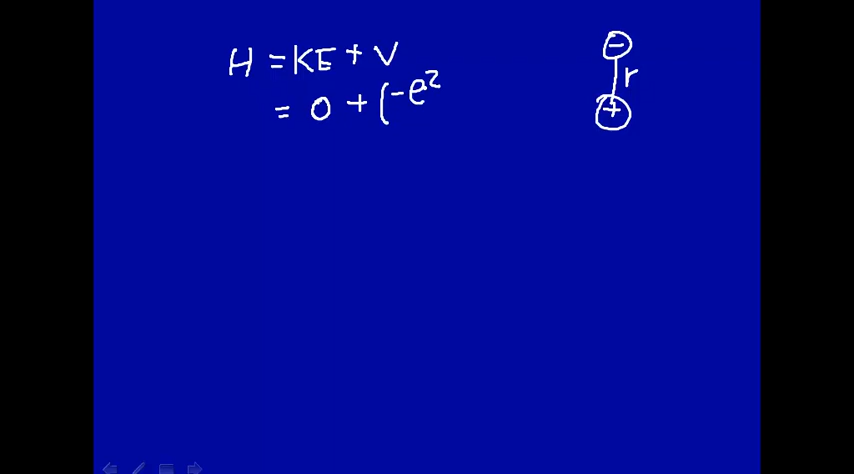 H = KE + V
= 0 + (-e²
-
r
+